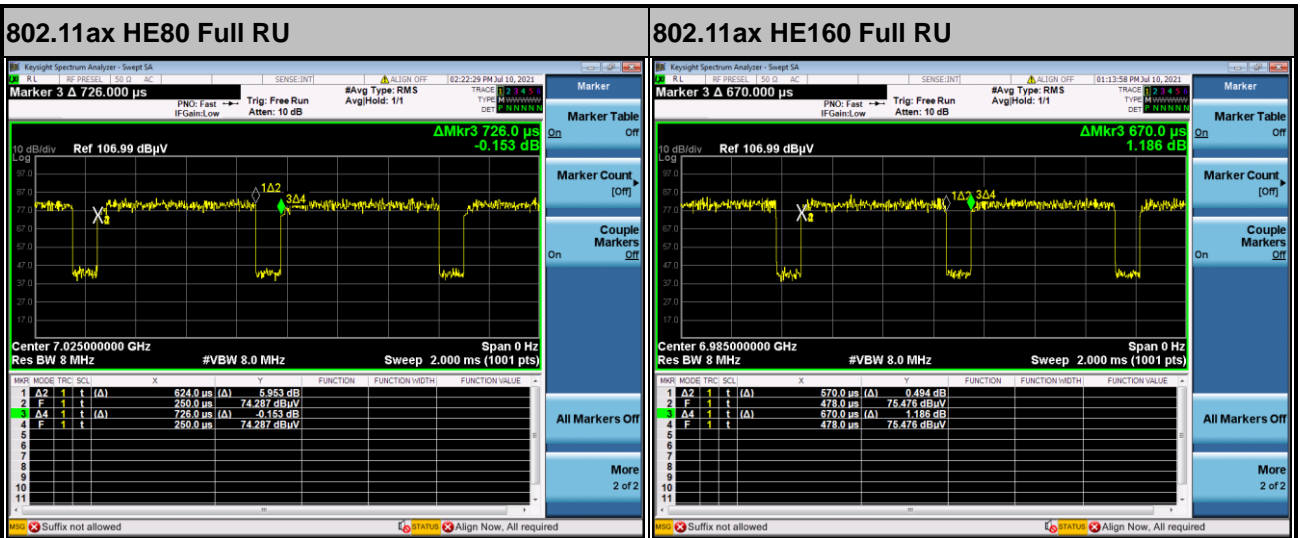 802.11ax HE80 Full RU
Keysight Spectrum Analyzer - Swept SA
RL RF PRESEL 50 Ω AC SENSE:INT ALIGN OFF 02:22:29 PM Jul 10, 2021
Marker 3 Δ 726.000 µs
PNO: Fast
IFGain:Low
Trig: Free Run
Atten: 10 dB
#Avg Type: RMS
Avg|Hold: 1/1
TRACE 1 2 3 4 5 6
TYPE M W W W W W
DET P N N N N N
ΔMkr3 726.0 µs
-0.153 dB
10 dB/div Ref 106.99 dBµV
Log
97.0
87.0
77.0
67.0
57.0
47.0
37.0
27.0
17.0
1Δ2
3Δ4
Center 7.025000000 GHz Span 0 Hz
Res BW 8 MHz #VBW 8.0 MHz Sweep 2.000 ms (1001 pts)
MKR MODE TRC SCL X Y FUNCTION FUNCTION WIDTH FUNCTION VALUE
1 Δ2 1 t (Δ) 624.0 µs (Δ) 5.953 dB
2 F 1 t 250.0 µs 74.287 dBµV
3 Δ4 1 t (Δ) 726.0 µs (Δ) -0.153 dB
4 F 1 t 250.0 µs 74.287 dBµV
5
6
7
8
9
10
11
MSG Suffix not allowed STATUS Align Now, All required
Marker
Marker Table
On Off
Marker Count
[Off]
Couple
Markers
On Off
All Markers Off
More
2 of 2
802.11ax HE160 Full RU
Keysight Spectrum Analyzer - Swept SA
RL RF PRESEL 50 Ω AC SENSE:INT ALIGN OFF 01:13:58 PM Jul 10, 2021
Marker 3 Δ 670.000 µs
PNO: Fast
IFGain:Low
Trig: Free Run
Atten: 10 dB
#Avg Type: RMS
Avg|Hold: 1/1
TRACE 1 2 3 4 5 6
TYPE M W W W W W
DET P N N N N N
ΔMkr3 670.0 µs
1.186 dB
10 dB/div Ref 106.99 dBµV
Log
97.0
87.0
77.0
67.0
57.0
47.0
37.0
27.0
17.0
1Δ2
3Δ4
Center 6.985000000 GHz Span 0 Hz
Res BW 8 MHz #VBW 8.0 MHz Sweep 2.000 ms (1001 pts)
MKR MODE TRC SCL X Y FUNCTION FUNCTION WIDTH FUNCTION VALUE
1 Δ2 1 t (Δ) 570.0 µs (Δ) 0.494 dB
2 F 1 t 478.0 µs 75.476 dBµV
3 Δ4 1 t (Δ) 670.0 µs (Δ) 1.186 dB
4 F 1 t 478.0 µs 75.476 dBµV
5
6
7
8
9
10
11
MSG Suffix not allowed STATUS Align Now, All required
Marker
Marker Table
On Off
Marker Count
[Off]
Couple
Markers
On Off
All Markers Off
More
2 of 2